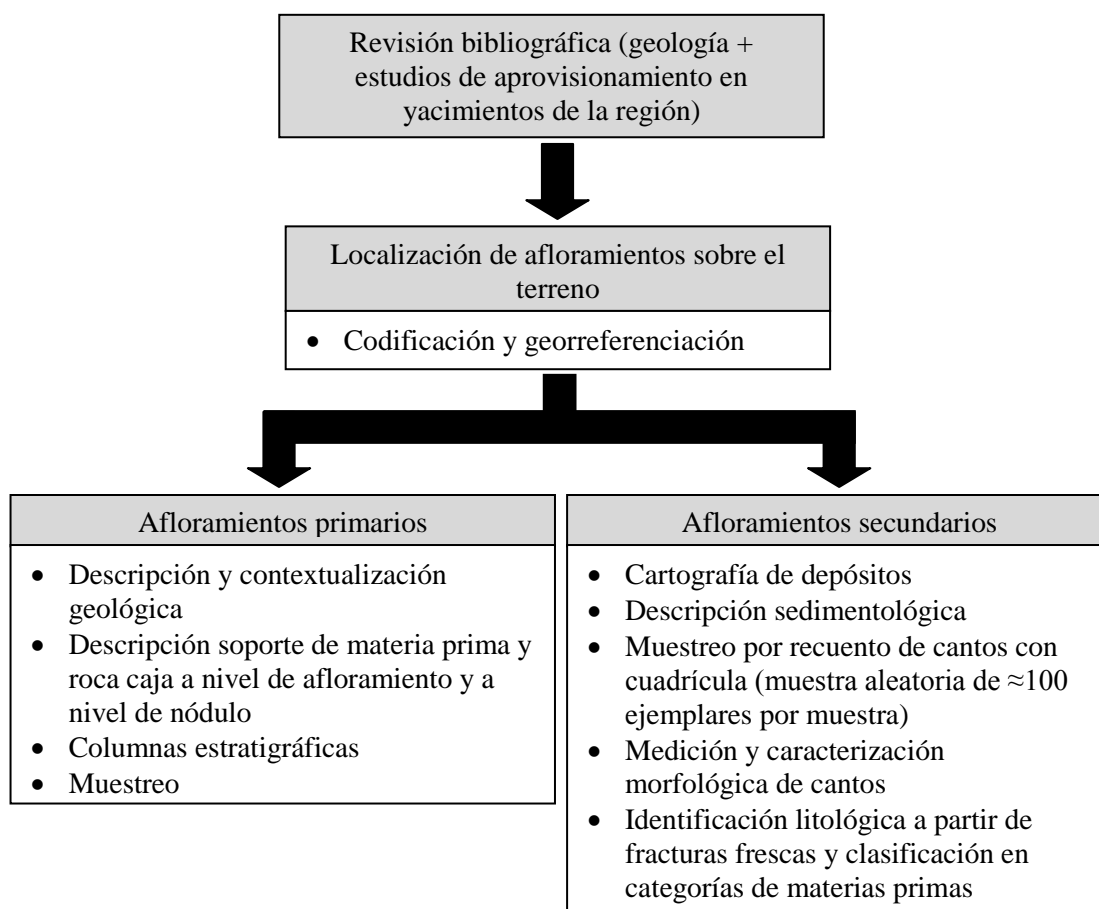 Revisión bibliográfica (geología +
estudios de aprovisionamiento en
yacimientos de la región)
Localización de afloramientos sobre el
terreno
• Codificación y georreferenciación
Afloramientos primarios
• Descripción y contextualización
geológica
• Descripción soporte de materia prima y
roca caja a nivel de afloramiento y a
nivel de nódulo
• Columnas estratigráficas
• Muestreo
Afloramientos secundarios
• Cartografía de depósitos
• Descripción sedimentológica
• Muestreo por recuento de cantos con
cuadrícula (muestra aleatoria de ≈100
ejemplares por muestra)
• Medición y caracterización
morfológica de cantos
• Identificación litológica a partir de
fracturas frescas y clasificación en
categorías de materias primas